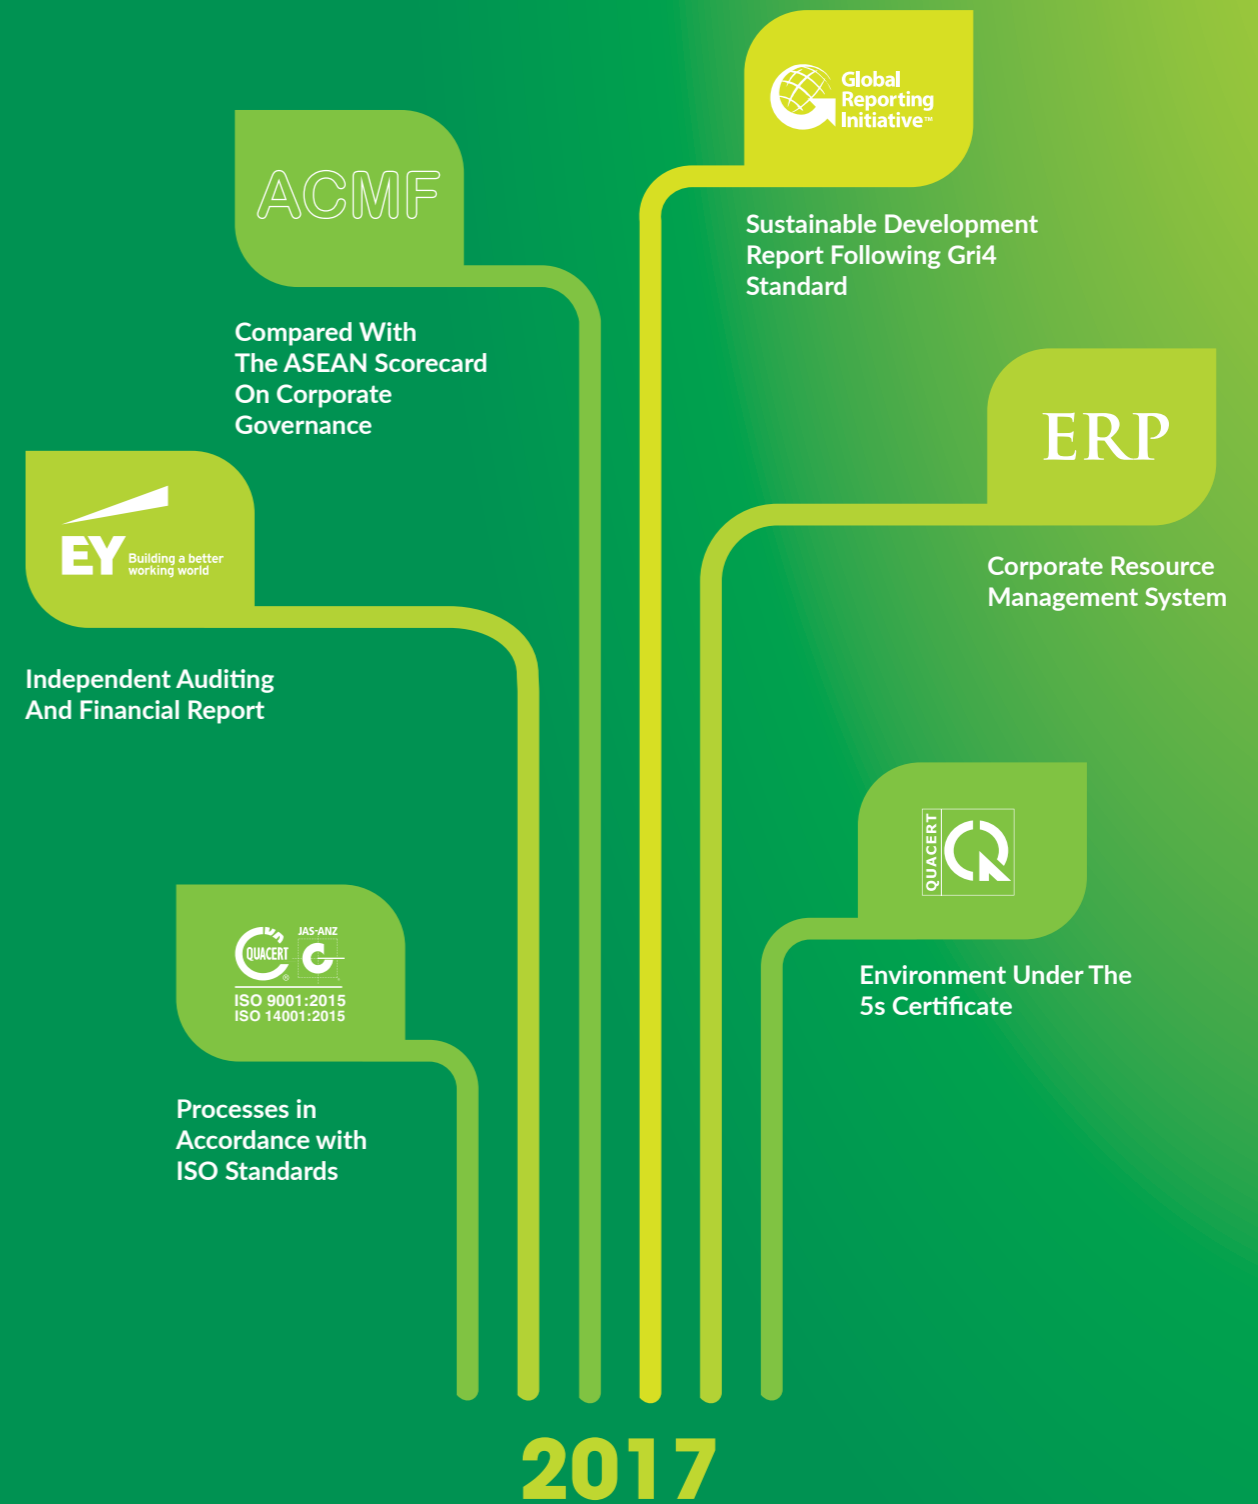 Global
Reporting
Initiative™
Sustainable Development
Report Following Gri4
Standard
ACMF
Compared With
The ASEAN Scorecard
On Corporate
Governance
ERP
Corporate Resource
Management System
EY Building a better
working world
Independent Auditing
And Financial Report
QUACERT
Environment Under The
5s Certificate
QUACERT ®
JAS-ANZ
ISO 9001:2015
ISO 14001:2015
Processes in
Accordance with
ISO Standards
2017